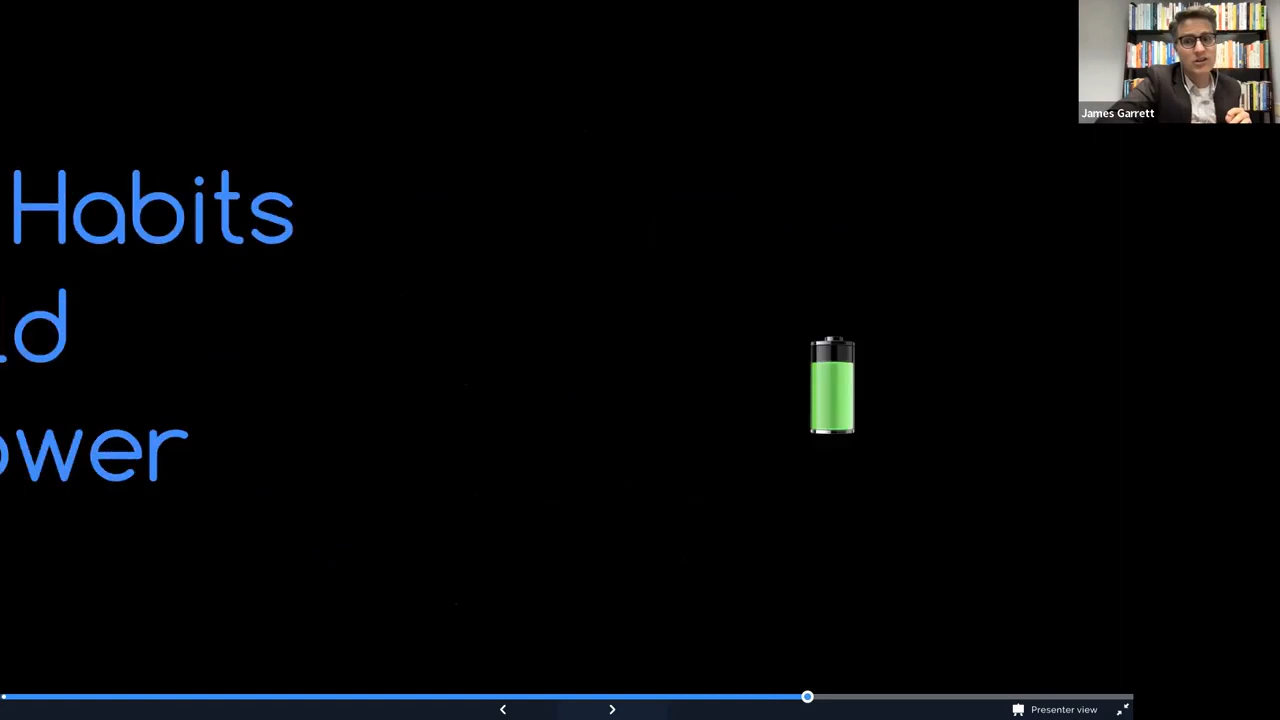 James Garrett
Habits
d
ower
Presenter view